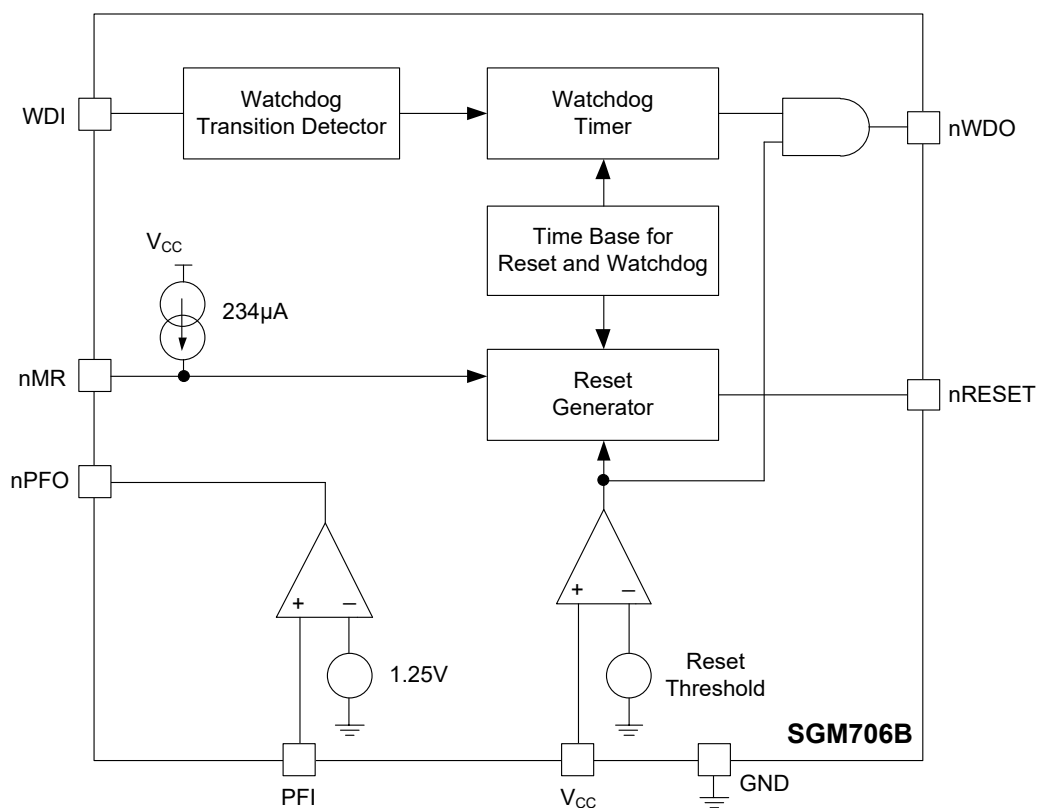 WDI
Watchdog
Transition Detector
Watchdog
Timer
nWDO
Time Base for
Reset and Watchdog
VCC
234µA
nMR
Reset
Generator
nRESET
nPFO
+ −
+ −
1.25V
Reset
Threshold
SGM706B
PFI
VCC
GND